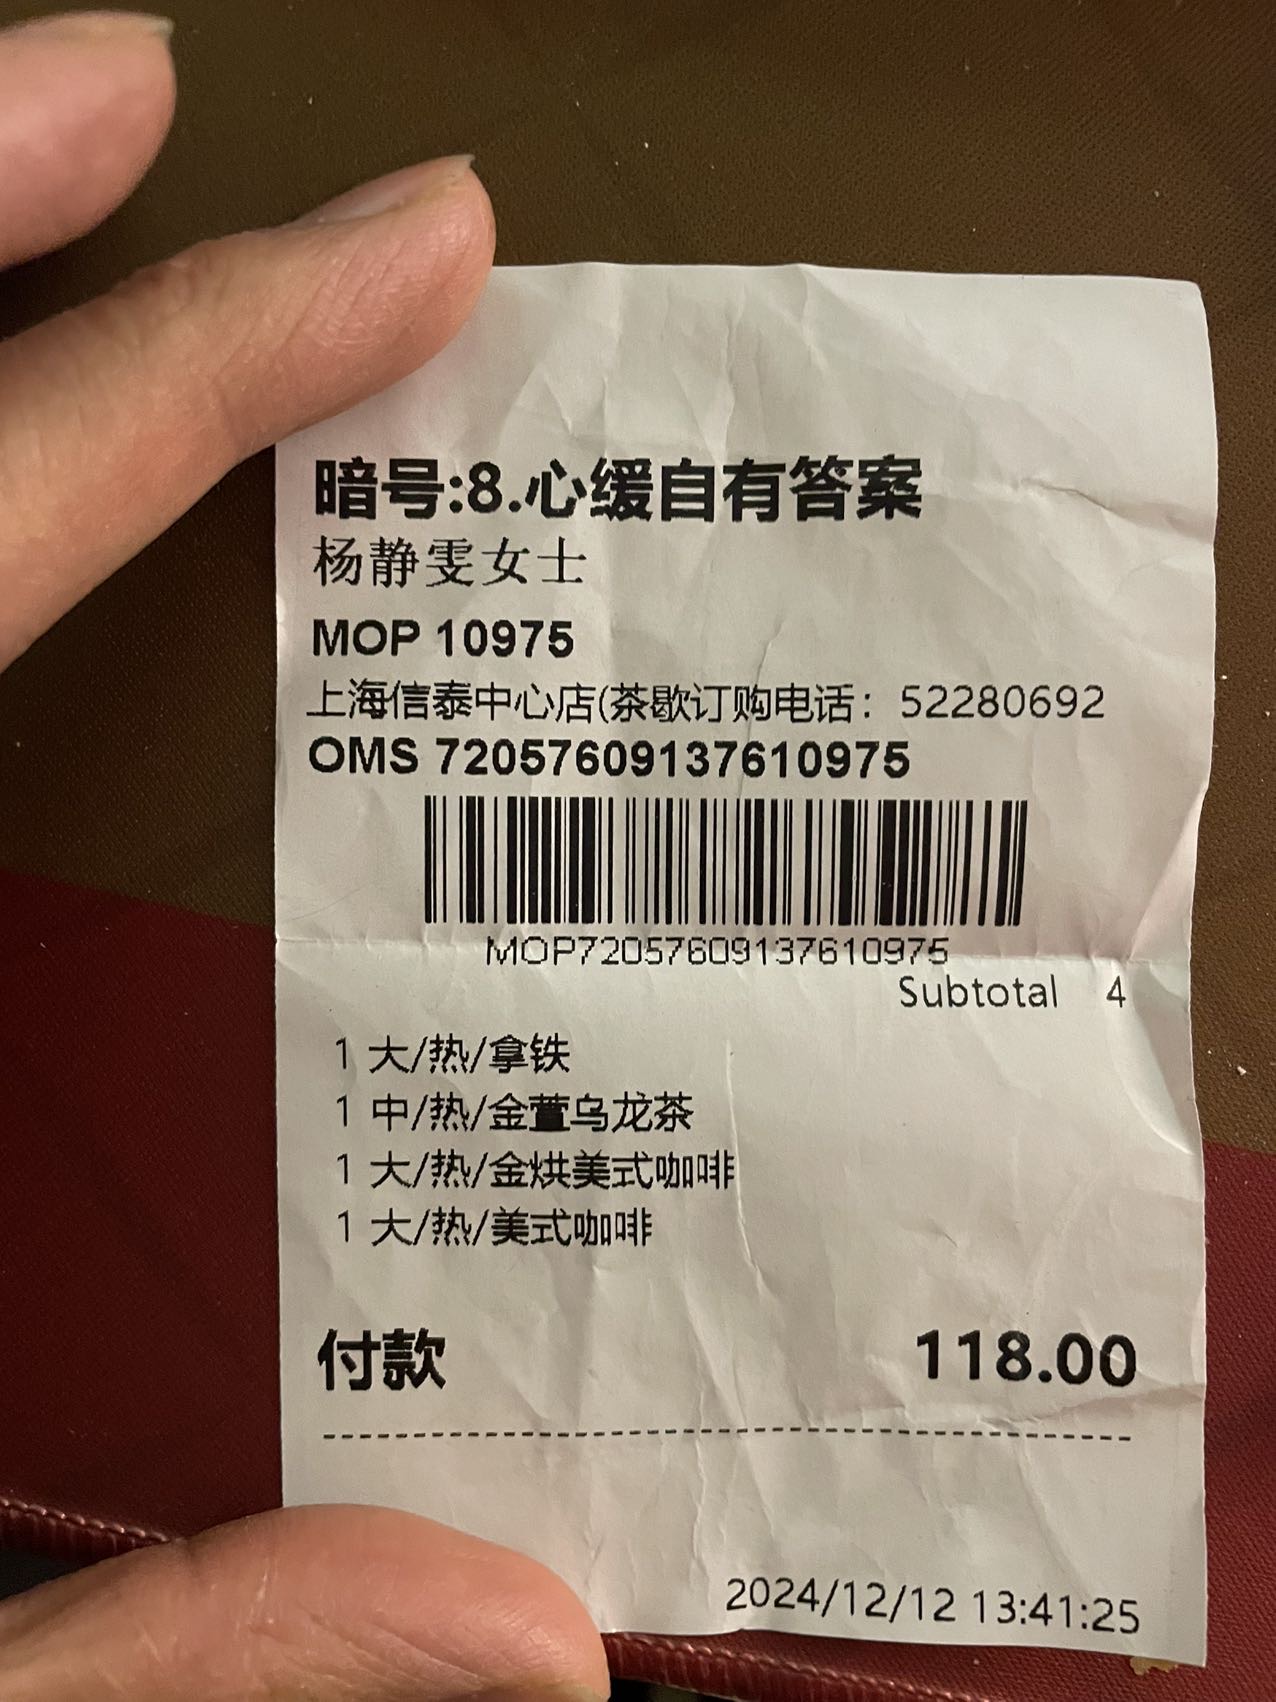 暗号:8.心缓自有答案
杨静雯女士
MOP 10975
上海信泰中心店(茶歇订购电话：52280692
OMS 72057609137610975
MOP72057609137610975
Subtotal 4
1 大/热/拿铁
1 中/热/金萱乌龙茶
1 大/热/金烘美式咖啡
1 大/热/美式咖啡
付款 118.00
--------------------------------------------------
2024/12/12 13:41:25